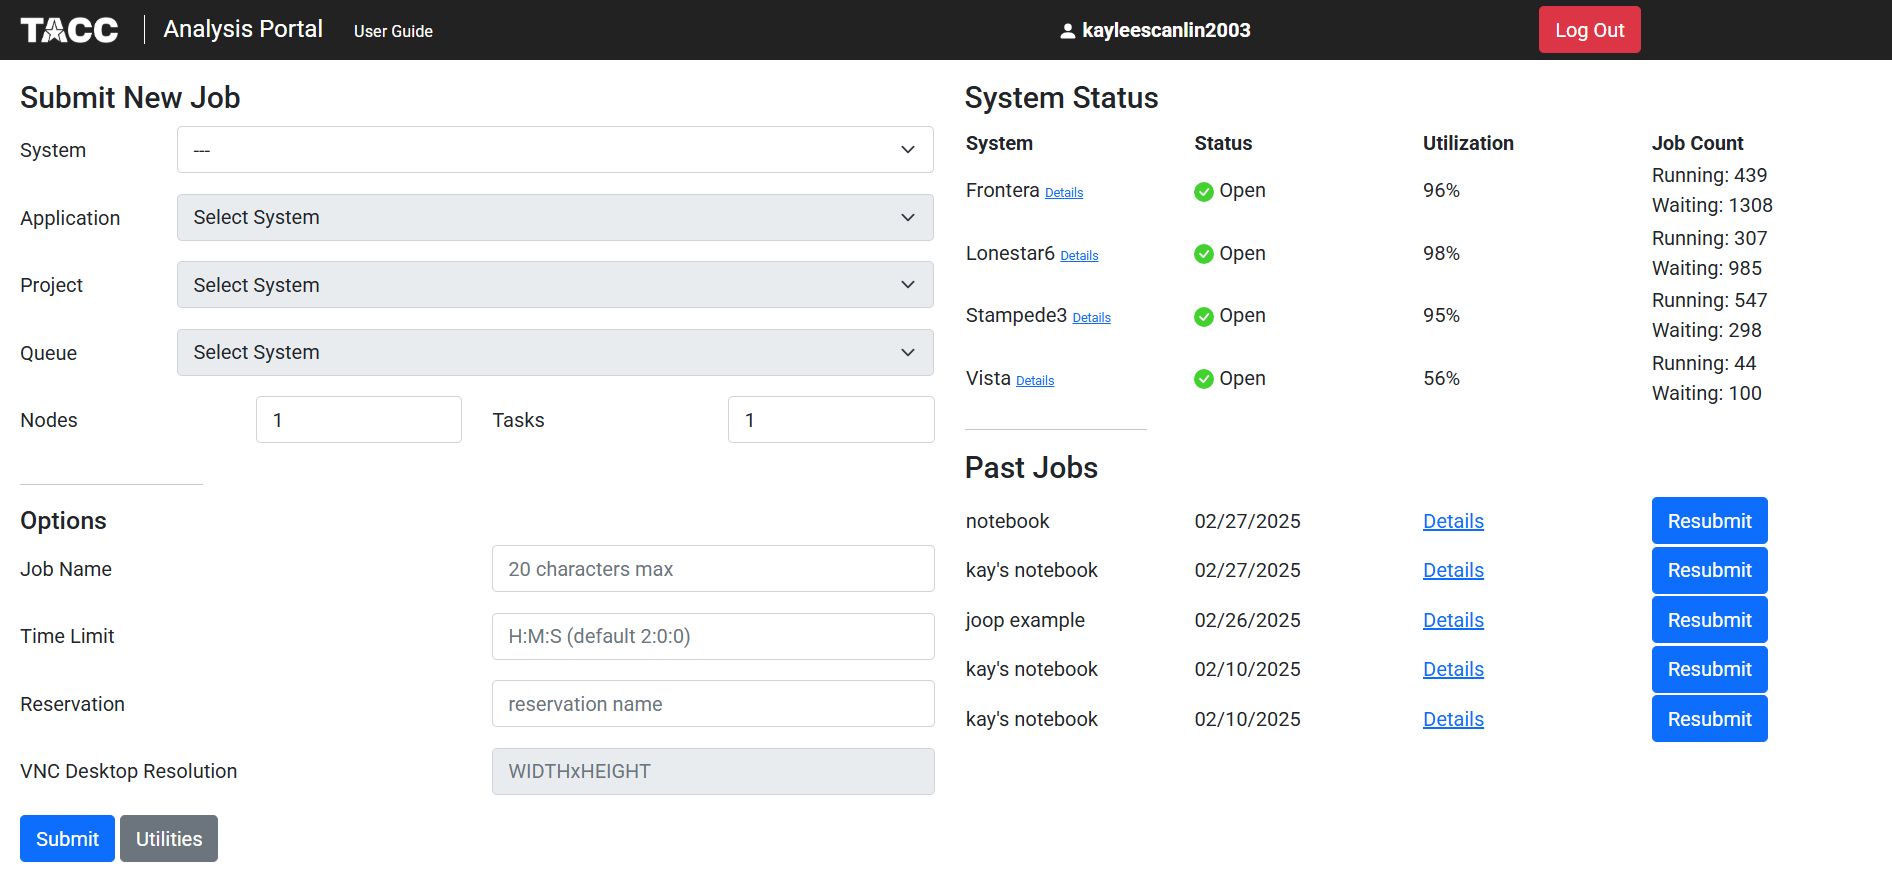 TACC Analysis Portal User Guide kayleescanlin2003 Log Out
Submit New Job
System ---
Application Select System
Project Select System
Queue Select System
Nodes 1 Tasks 1
Options
Job Name 20 characters max
Time Limit H:M:S (default 2:0:0)
Reservation reservation name
VNC Desktop Resolution WIDTHxHEIGHT
Submit Utilities
System Status
System Status Utilization Job Count
Frontera Details Open 96% Running: 439
Waiting: 1308
Lonestar6 Details Open 98% Running: 307
Waiting: 985
Stampede3 Details Open 95% Running: 547
Waiting: 298
Vista Details Open 56% Running: 44
Waiting: 100
Past Jobs
notebook 02/27/2025 Details Resubmit
kay's notebook 02/27/2025 Details Resubmit
joop example 02/26/2025 Details Resubmit
kay's notebook 02/10/2025 Details Resubmit
kay's notebook 02/10/2025 Details Resubmit